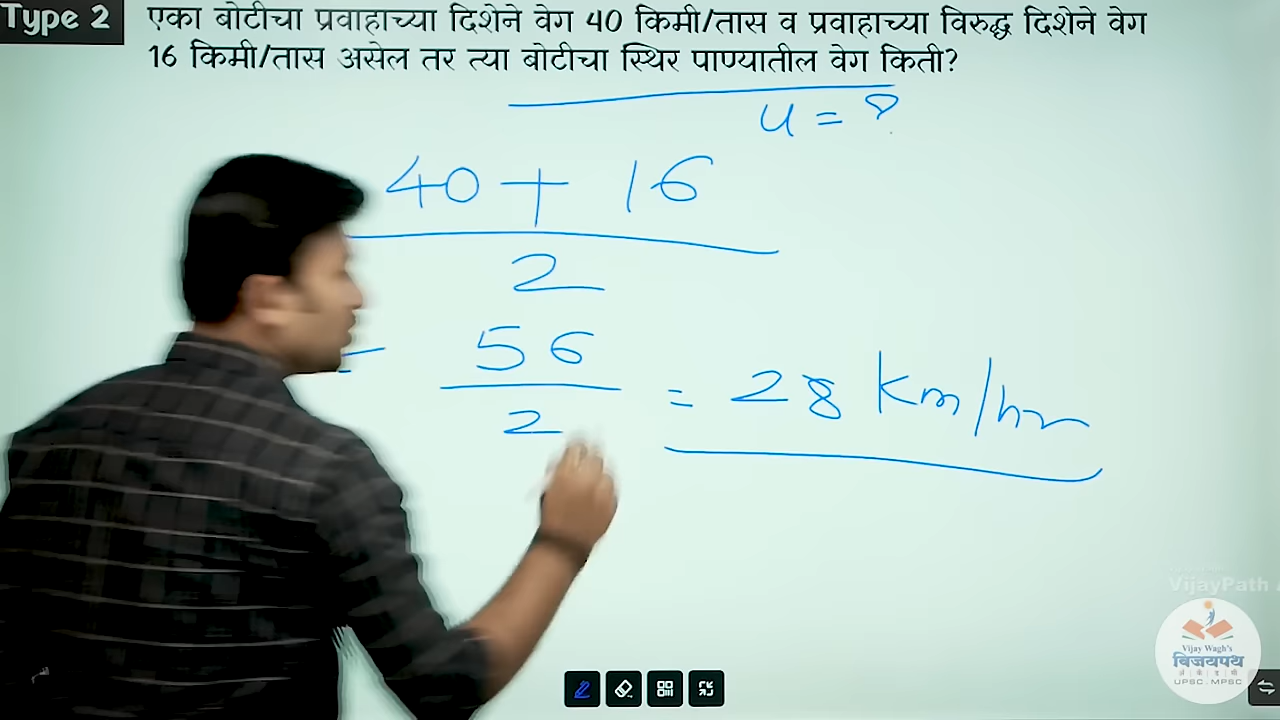 Type 2
एका बोटीचा प्रवाहाच्या दिशेने वेग 40 किमी/तास व प्रवाहाच्या विरुद्ध दिशेने वेग
16 किमी/तास असेल तर त्या बोटीचा स्थिर पाण्यातील वेग किती?
u = ?
40 + 16
2
= 56
2
= 28 Km/hr
VijayPath
Vijay Wagh's
विजयपथ
UPSC - MPSC